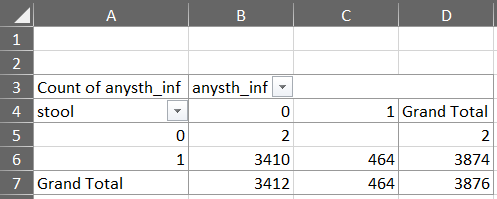 A B C D
1
2
3 Count of anysth_inf anysth_inf
4 stool 0 1 Grand Total
5 0 2 2
6 1 3410 464 3874
7 Grand Total 3412 464 3876